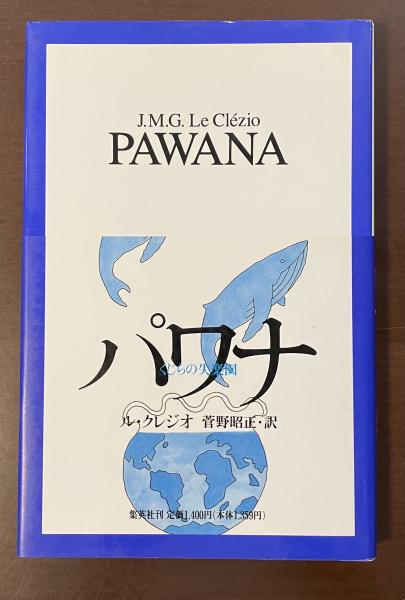 J.M.G. Le Clézio
PAWANA
パワナ
くじらの失楽園
ル・クレジオ 菅野昭正・訳
集英社刊 定価1,400円(本体1,359円)